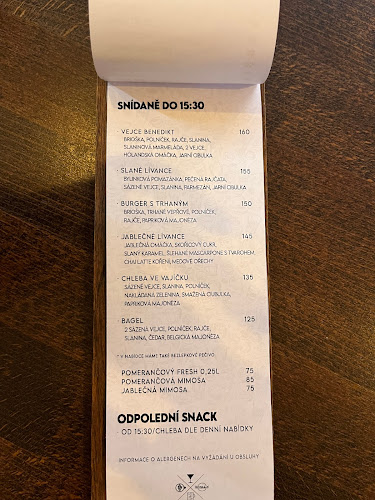 SNÍDANĚ DO 15:30
· VEJCE BENEDIKT 160
BRIOŠKA, POLNÍČEK, RAJČE, SLANINA,
SLANINOVÁ MARMELÁDA, 2 VEJCE,
HOLANDSKÁ OMÁČKA, JARNÍ CIBULKA
· SLANÉ LÍVANCE 155
BYLINKOVÁ POMAZÁNKA, PEČENÁ RAJČATA,
SÁZENÉ VEJCE, SLANINA, PARMEZÁN, JARNÍ CIBULKA
· BURGER S TRHANÝM 150
BRIOŠKA, TRHANÉ VEPŘOVÉ, POLNÍČEK,
RAJČE, PAPRIKOVÁ MAJONÉZA
· JABLEČNÉ LÍVANCE 145
JABLEČNÁ OMÁČKA, SKOŘICOVÝ CUKR,
SLANÝ KARAMEL, ŠLEHANÉ MASCARPONE S TVAROHEM,
CHAI LATTE KOŘENÍ, MEDOVÉ OŘECHY
· CHLEBA VE VAJÍČKU 135
SÁZENÉ VEJCE, SLANINA, POLNÍČEK,
NAKLÁDANÁ ZELENINA, SMAŽENÁ CIBULKA,
PAPRIKOVÁ MAJONÉZA
· BAGEL 125
2 SÁZENÁ VEJCE, POLNÍČEK, RAJČE,
SLANINA, ČEDAR, BELGICKÁ MAJONÉZA
* V NABÍDCE MÁME TAKÉ BEZLEPKOVÉ PEČIVO
POMERANČOVÝ FRESH 0,25L 75
POMERANČOVÁ MIMOSA 85
JABLEČNÁ MIMOSA 75
ODPOLEDNÍ SNACK
· OD 15:30/CHLEBA DLE DENNÍ NABÍDKY
INFORMACE O ALERGENECH NA VYŽÁDÁNÍ U OBSLUHY